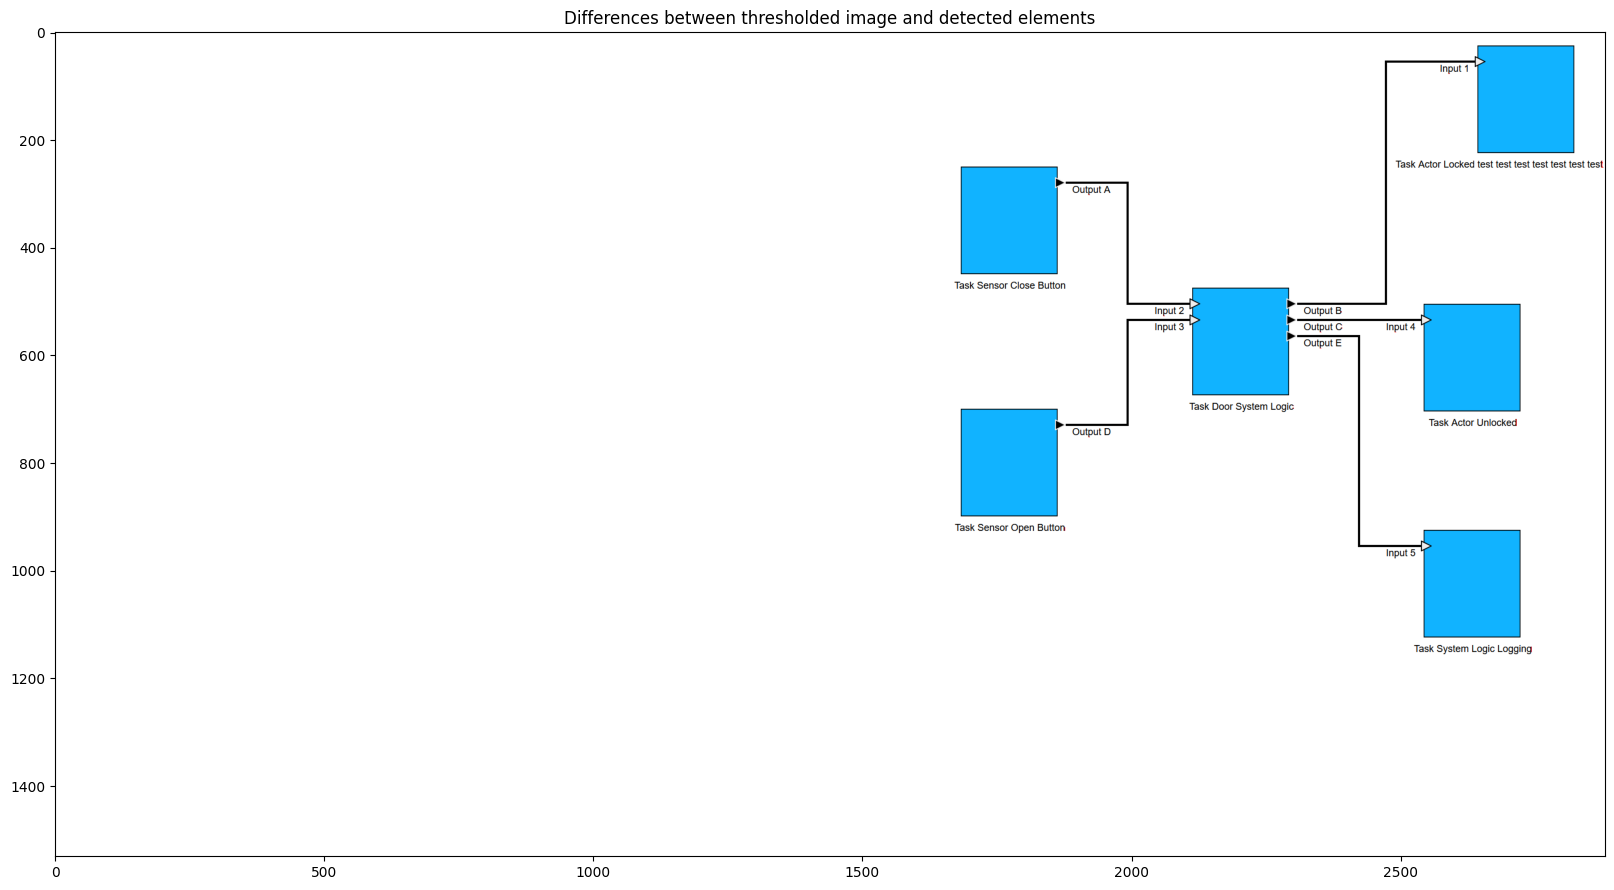 Differences between thresholded image and detected elements
0
200
400
600
800
1000
1200
1400
0
500
1000
1500
2000
2500
Input 1
Task Actor Locked test test test test test test test
Output A
Task Sensor Close Button
Input 2
Input 3
Output B
Output C
Output E
Input 4
Task Door System Logic
Task Actor Unlocked
Output D
Task Sensor Open Button
Input 5
Task System Logic Logging